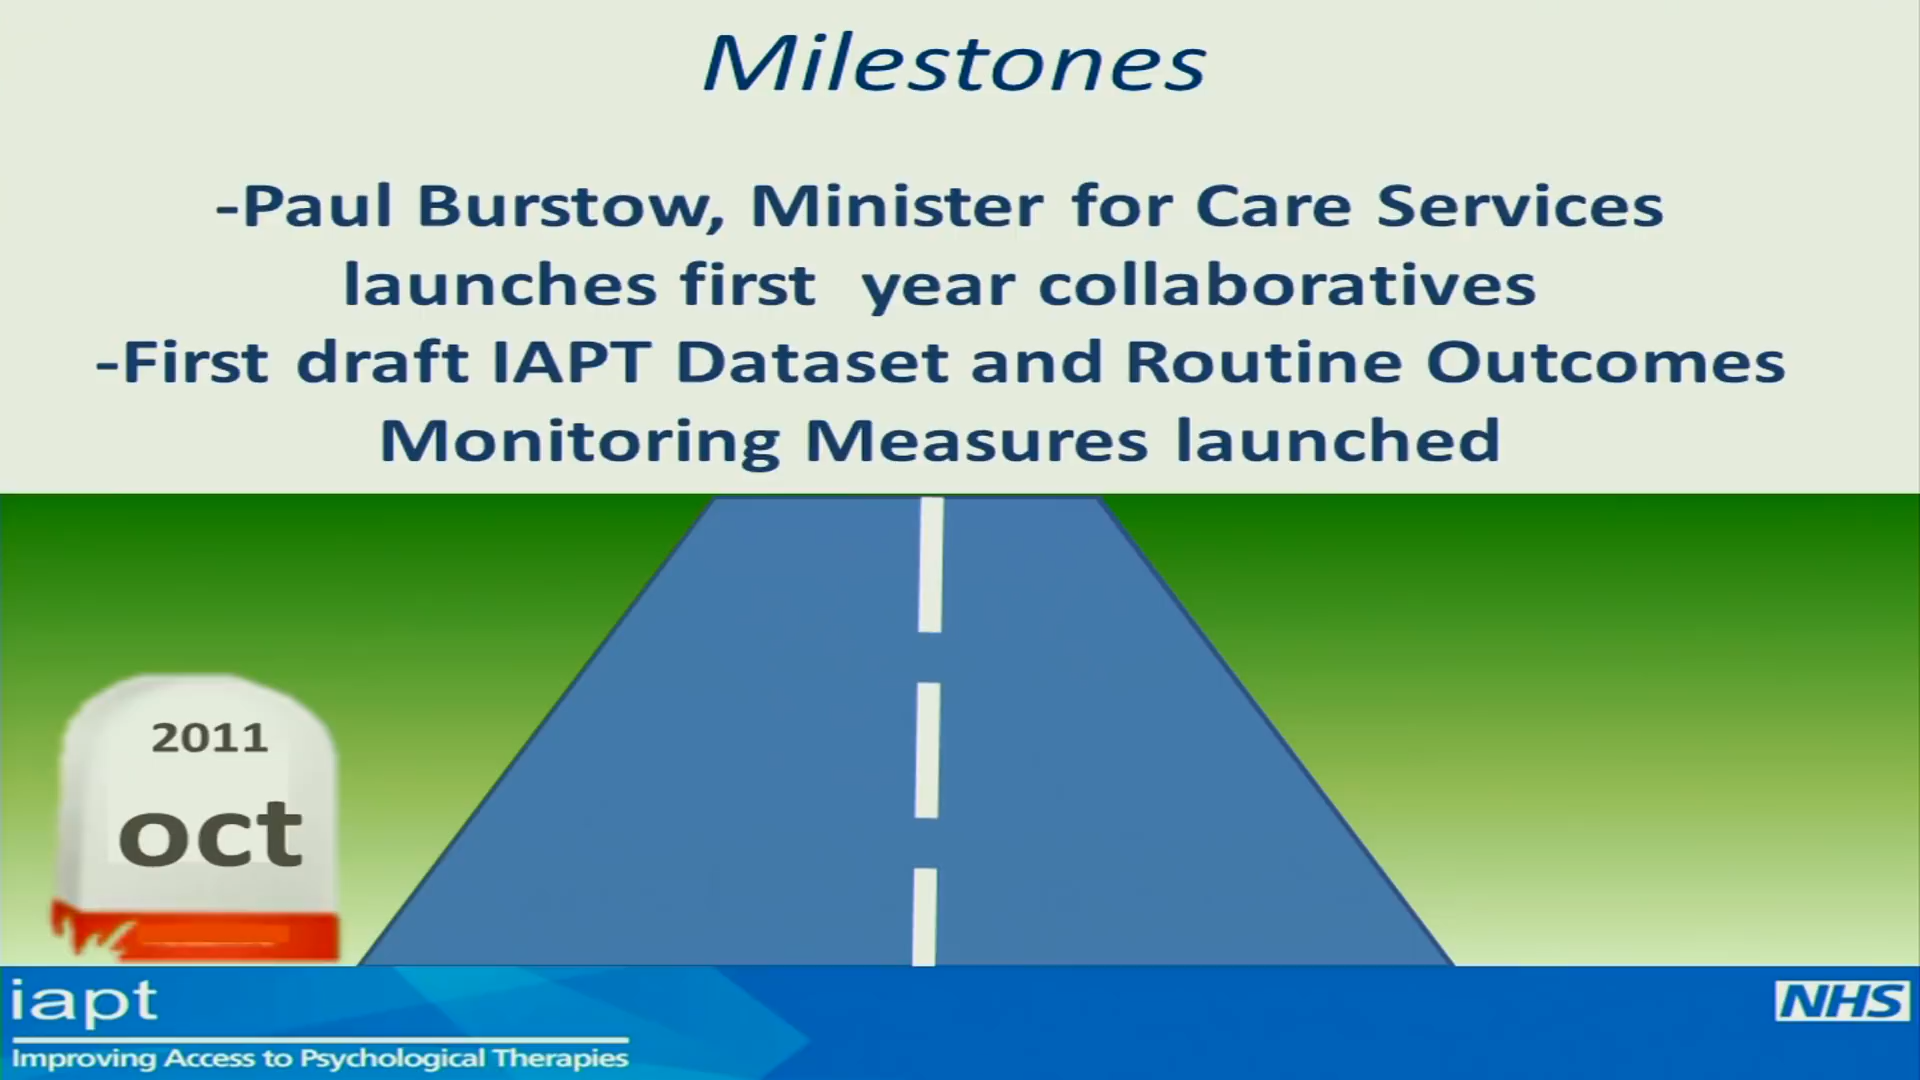 Milestones
-Paul Burstow, Minister for Care Services
launches first year collaboratives
-First draft IAPT Dataset and Routine Outcomes
Monitoring Measures launched
2011
oct
iapt
Improving Access to Psychological Therapies
NHS